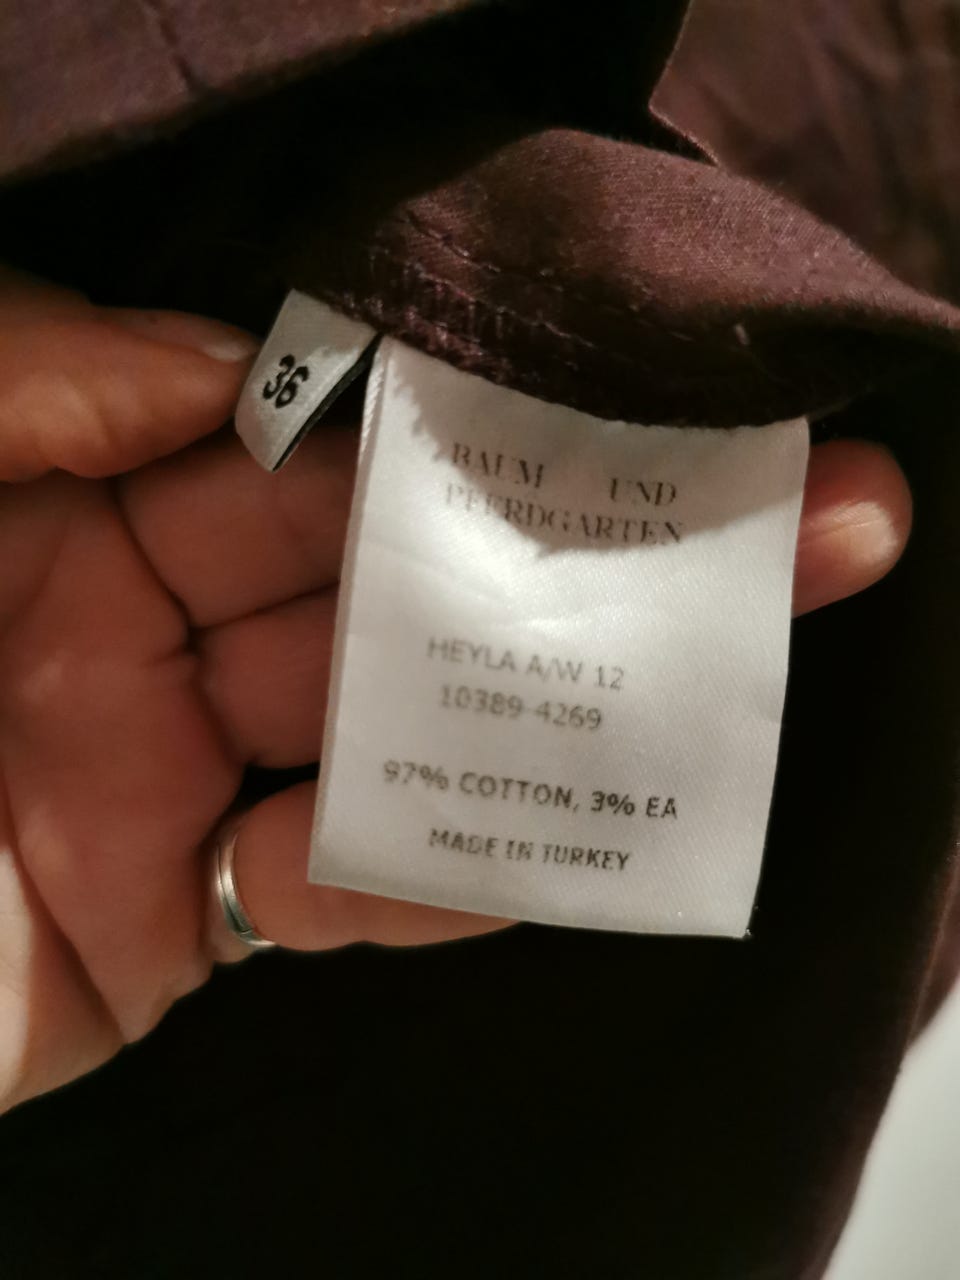 36
BAUM UND
PFERDGARTEN
HEYLA A/W 12
10389-4269
97% COTTON, 3% EA
MADE IN TURKEY